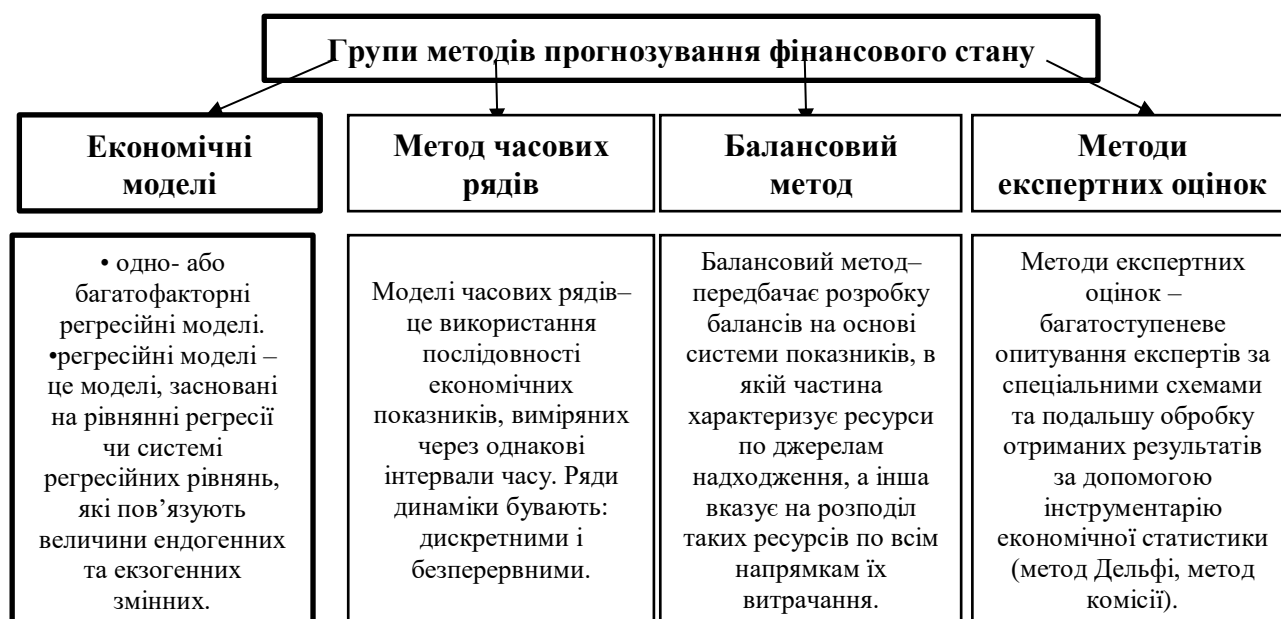 Групи методів прогнозування фінансового стану
Економічні
моделі
Метод часових
рядів
Балансовий
метод
Методи
експертних оцінок
• одно- або
багатофакторні
регресійні моделі.
•регресійні моделі –
це моделі, засновані
на рівнянні регресії
чи системі
регресійних рівнянь,
які пов’язують
величини ендогенних
та екзогенних
змінних.
Моделі часових рядів–
це використання
послідовності
економічних
показників, виміряних
через однакові
інтервали часу. Ряди
динаміки бувають:
дискретними і
безперервними.
Балансовий метод–
передбачає розробку
балансів на основі
системи показників, в
якій частина
характеризує ресурси
по джерелам
надходження, а інша
вказує на розподіл
таких ресурсів по всім
напрямкам їх
витрачання.
Методи експертних
оцінок –
багатоступеневе
опитування експертів за
спеціальними схемами
та подальшу обробку
отриманих результатів
за допомогою
інструментарію
економічної статистики
(метод Дельфі, метод
комісії).